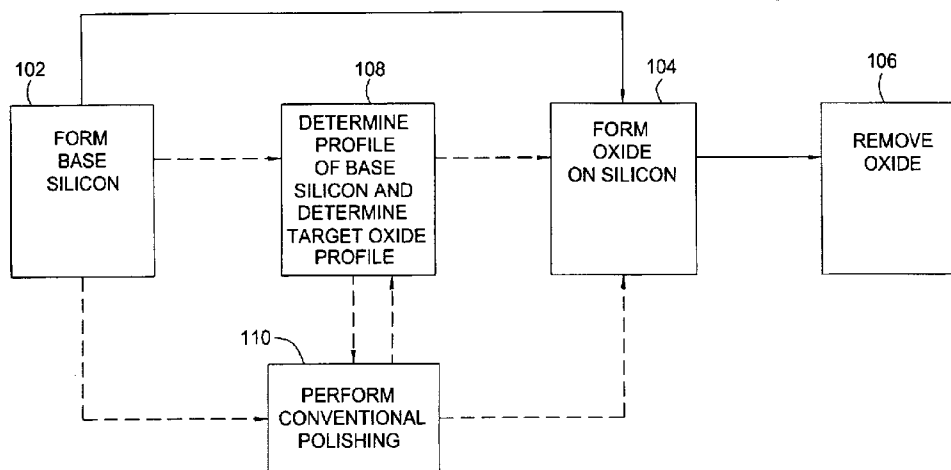 102
FORM
BASE
SILICON
108
DETERMINE
PROFILE
OF BASE
SILICON AND
DETERMINE
TARGET OXIDE
PROFILE
104
FORM
OXIDE
ON SILICON
106
REMOVE
OXIDE
110
PERFORM
CONVENTIONAL
POLISHING